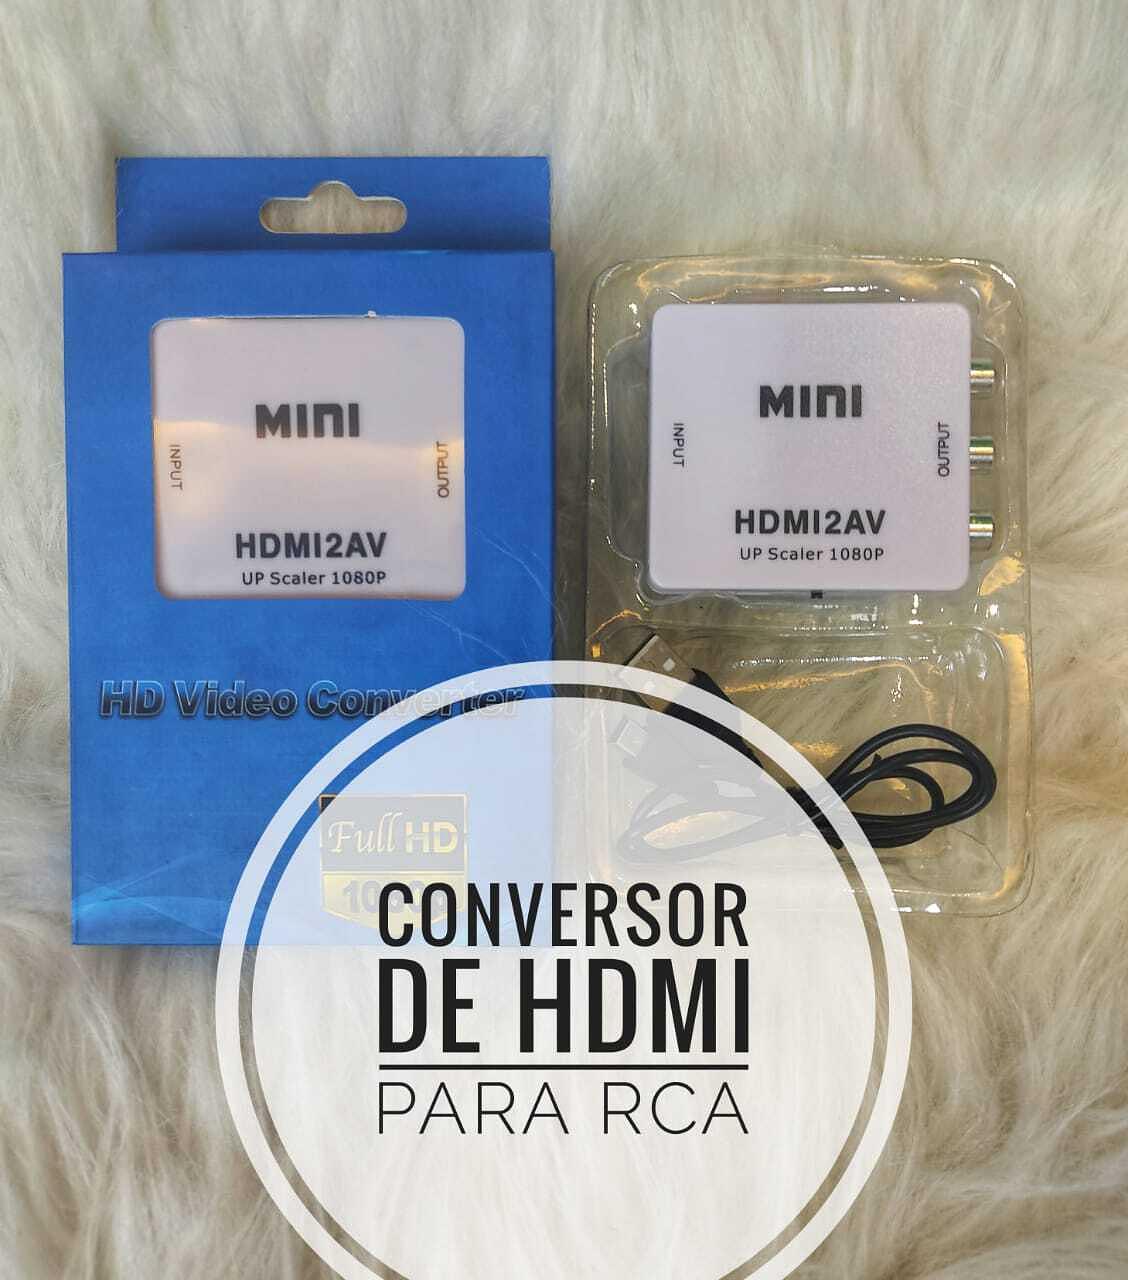 MINI
INPUT
OUTPUT
HDMI2AV
UP Scaler 1080P
HD Video Converter
Full HD
MINI
INPUT
OUTPUT
HDMI2AV
UP Scaler 1080P
CONVERSOR
DE HDMI
PARA RCA